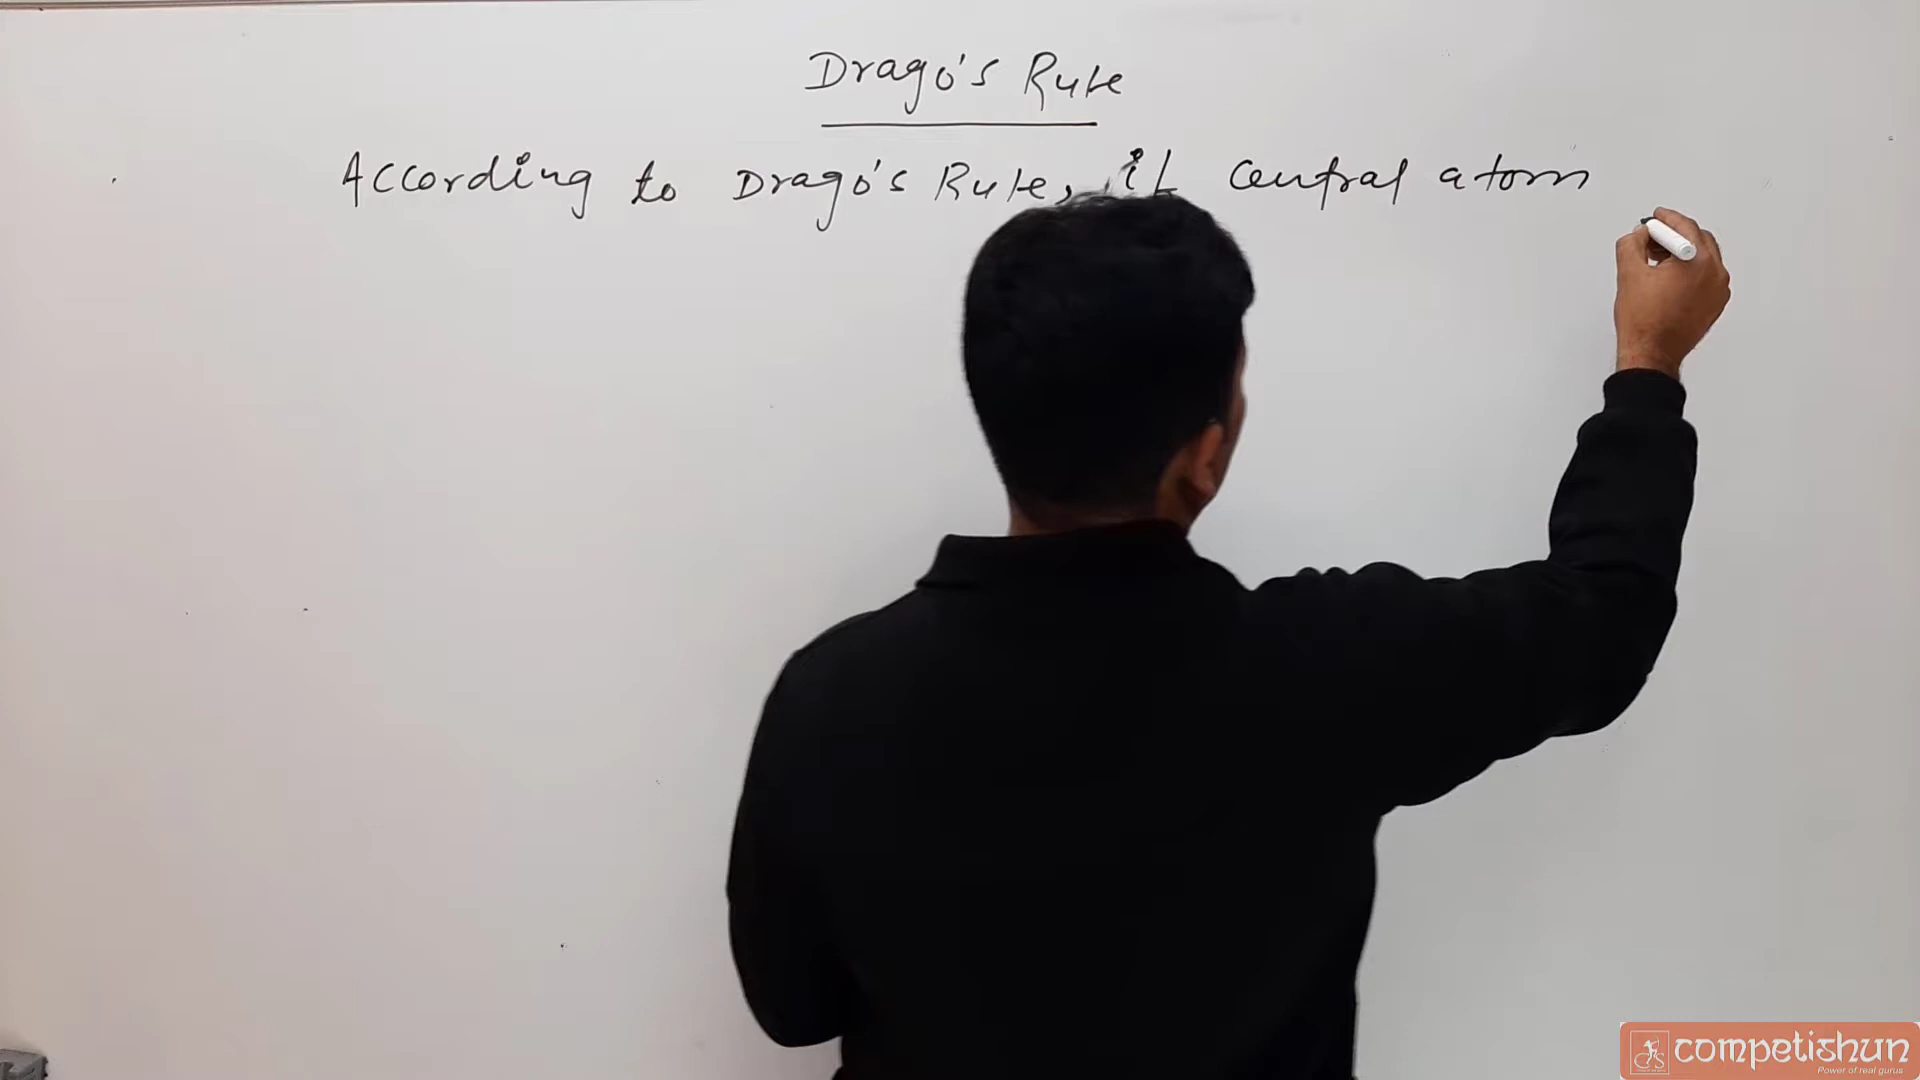 Drago's Rule
According to Drago's Rule, if central atom
competishun
Power of real gurus